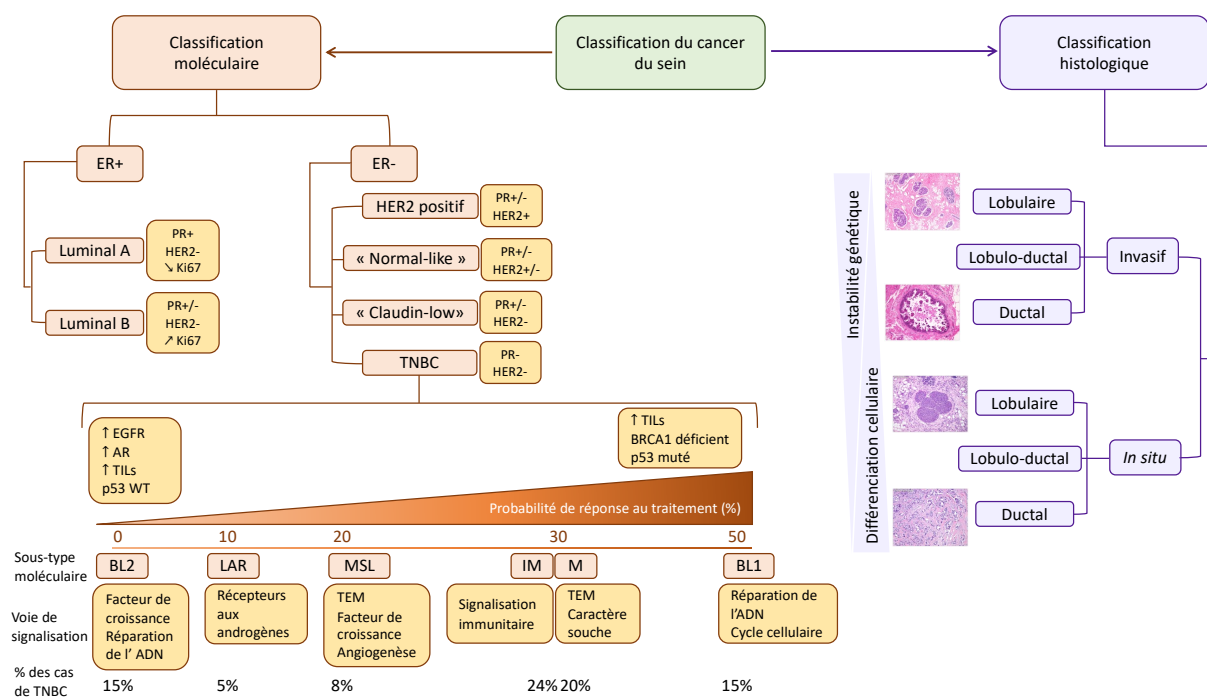 Classification
moléculaire
Classification du cancer
du sein
Classification
histologique
ER+
ER-
Luminal A
PR+
HER2-
↘ Ki67
Luminal B
PR+/-
HER2-
↗ Ki67
HER2 positif
PR+/-
HER2+
« Normal-like »
PR+/-
HER2+/-
« Claudin-low»
PR+/-
HER2-
TNBC
PR-
HER2-
Instabilité génétique
Différenciation cellulaire
Lobulaire
Lobulo-ductal
Ductal
Invasif
Lobulaire
Lobulo-ductal
Ductal
In situ
↑ EGFR
↑ AR
↑ TILs
p53 WT
↑ TILs
BRCA1 déficient
p53 muté
Probabilité de réponse au traitement (%)
0 10 20 30 50
Sous-type
moléculaire
BL2 LAR MSL IM M BL1
Voie de
signalisation
Facteur de
croissance
Réparation
de l’ ADN
Récepteurs
aux
androgènes
TEM
Facteur de
croissance
Angiogenèse
Signalisation
immunitaire
TEM
Caractère
souche
Réparation de
l’ADN
Cycle cellulaire
% des cas
de TNBC
15% 5% 8% 24% 20% 15%